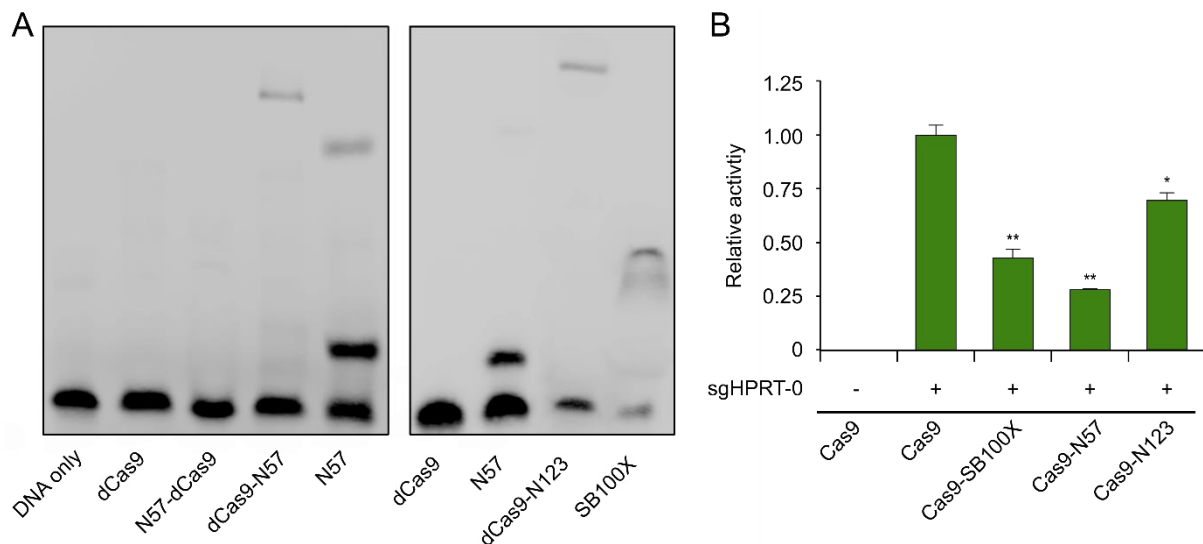 A
DNA only
dCas9
N57-dCas9
dCas9-N57
N57
dCas9
N57
dCas9-N123
SB100X
B
Relative activtiy
1.25
1.00
0.75
0.50
0.25
0
**
**
*
sgHPRT-0 - + + + +
Cas9
Cas9
Cas9-SB100X
Cas9-N57
Cas9-N123